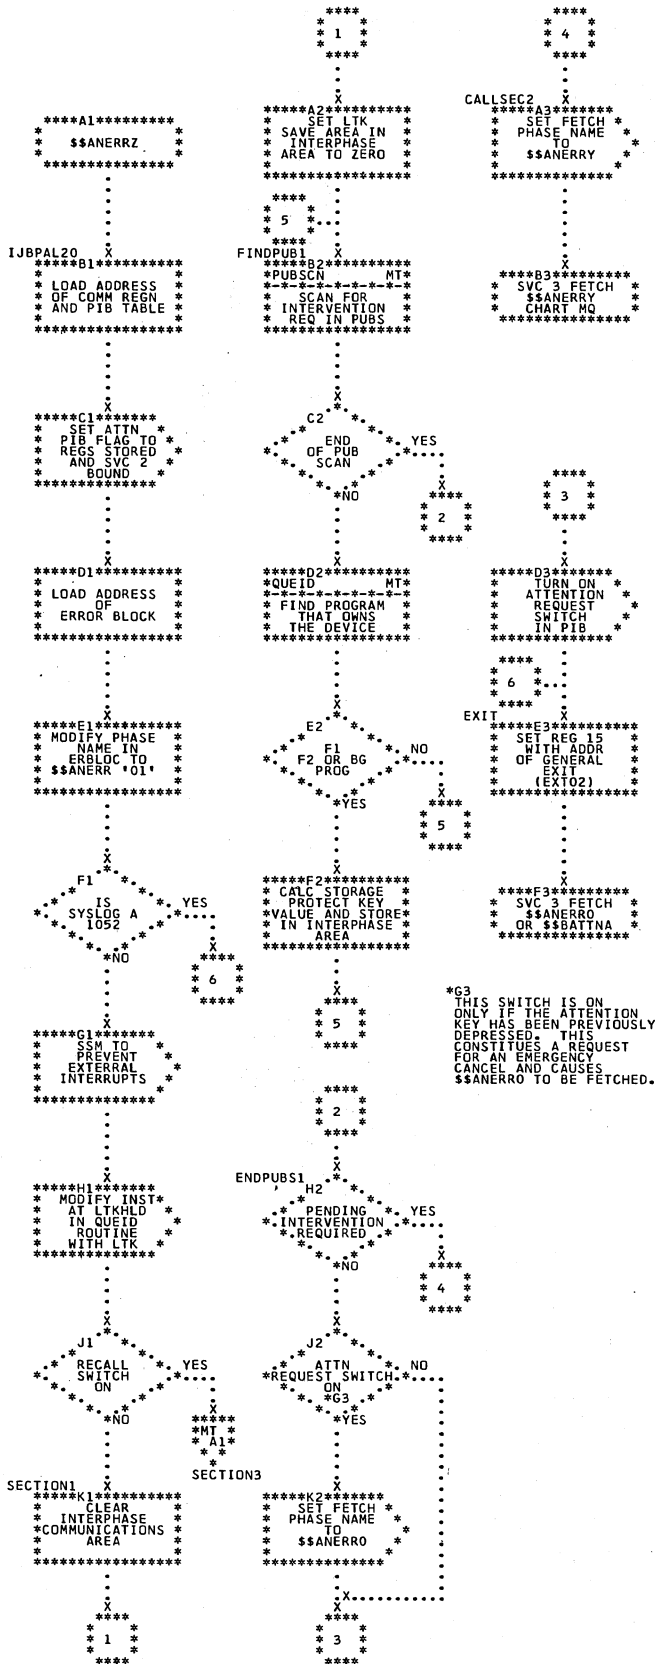 A1
$$ANERRZ
IJBPAL20
B1
LOAD ADDRESS
OF COMM REGN
AND PIB TABLE
C1
SET ATTN
PIB FLAG TO
REGS STORED
AND SVC 2
BOUND
D1
LOAD ADDRESS
OF
ERROR BLOCK
E1
MODIFY PHASE
NAME IN
ERBLOC TO
$$ANERR '01'
F1
IS
SYSLOG A
1052
YES
NO
6
G1
SSM TO
PREVENT
EXTERRAL
INTERRUPTS
H1
MODIFY INST
AT LTKHLD
IN QUEID
ROUTINE
WITH LTK
J1
RECALL
SWITCH
ON
YES
NO
MT
A1
SECTION3
SECTION1
K1
CLEAR
INTERPHASE
COMMUNICATIONS
AREA
1
1
A2
SET LTK
SAVE AREA IN
INTERPHASE
AREA TO ZERO
5
FINDPUB1
B2
PUBSCN MT
SCAN FOR
INTERVENTION
REQ IN PUBS
C2
END
OF PUB
SCAN
YES
NO
2
D2
QUEID MT
FIND PROGRAM
THAT OWNS
THE DEVICE
E2
F1
F2 OR BG
PROG
NO
YES
5
F2
CALC STORAGE
PROTECT KEY
VALUE AND STORE
IN INTERPHASE
AREA
5
2
ENDPUBS1
H2
PENDING
INTERVENTION
REQUIRED
YES
NO
4
J2
ATTN
REQUEST SWITCH
ON
*G3
NO
YES
K2
SET FETCH
PHASE NAME
TO
$$ANERR0
3
4
CALLSEC2
A3
SET FETCH
PHASE NAME
TO
$$ANERRY
B3
SVC 3 FETCH
$$ANERRY
CHART MQ
3
D3
TURN ON
ATTENTION
REQUEST
SWITCH
IN PIB
6
EXIT
E3
SET REG 15
WITH ADDR
OF GENERAL
EXIT
(EXT02)
F3
SVC 3 FETCH
$$ANERR0
OR $$BATTNA
*G3
THIS SWITCH IS ON
ONLY IF THE ATTENTION
KEY HAS BEEN PREVIOUSLY
DEPRESSED. THIS
CONSTITUES A REQUEST
FOR AN EMERGENCY
CANCEL AND CAUSES
$$ANERR0 TO BE FETCHED.